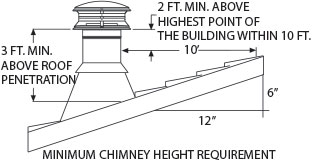 2 FT. MIN. ABOVE
HIGHEST POINT OF
THE BUILDING WITHIN 10 FT.
3 FT. MIN.
ABOVE ROOF
PENETRATION
10'
6"
12"
MINIMUM CHIMNEY HEIGHT REQUIREMENT